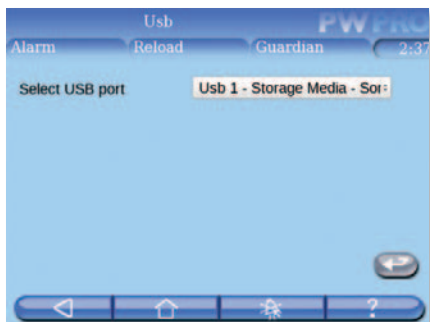 Usb
PW PRO
Alarm Reload Guardian 2:37
Select USB port Usb 1 - Storage Media - Sor
?